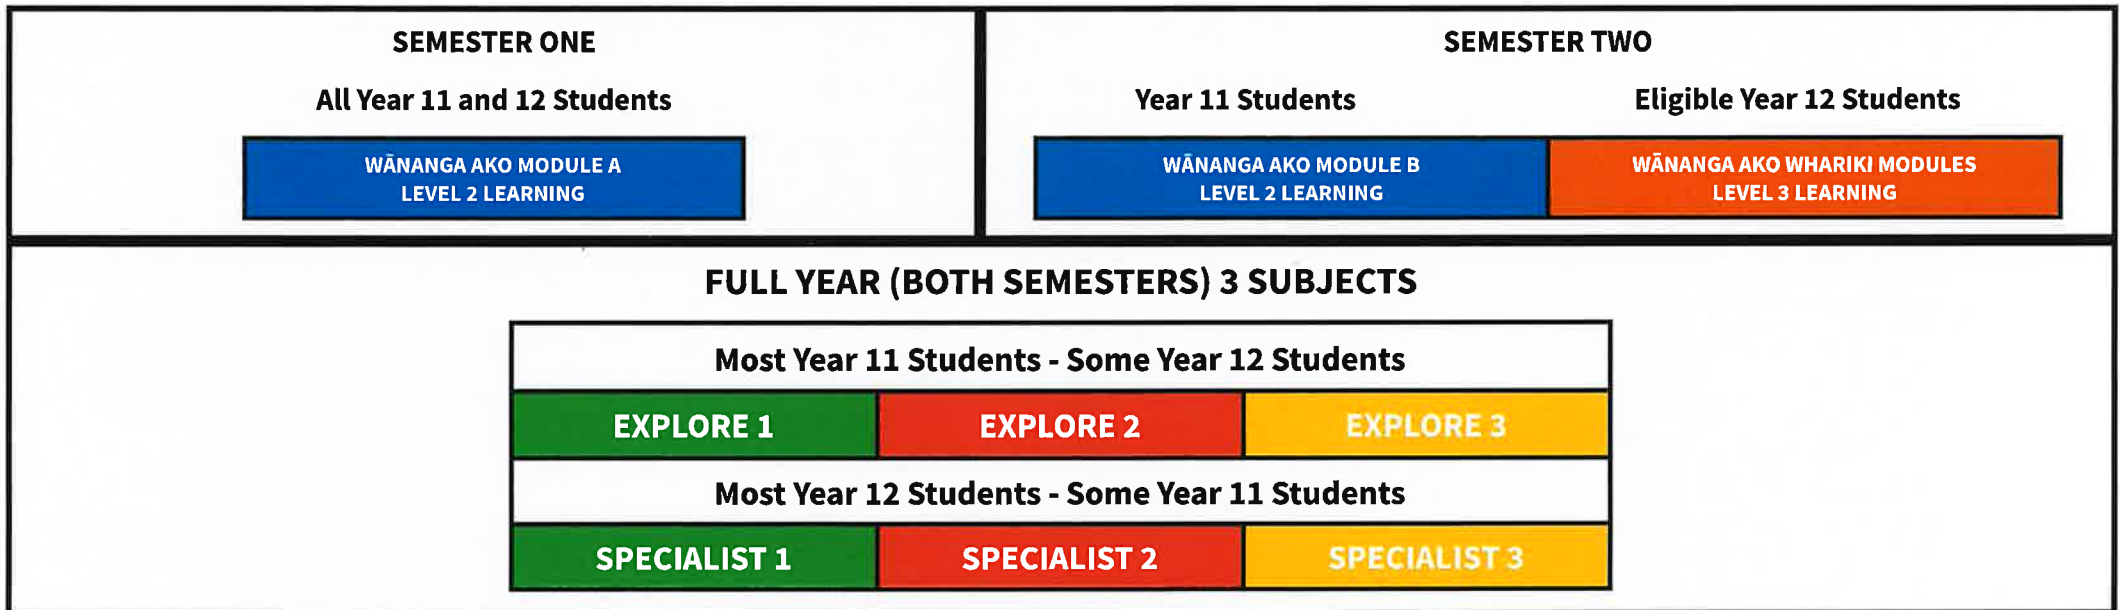 SEMESTER ONE
All Year 11 and 12 Students
WĀNANGA AKO MODULE A
LEVEL 2 LEARNING
SEMESTER TWO
Year 11 Students
Eligible Year 12 Students
WĀNANGA AKO MODULE B
LEVEL 2 LEARNING
WĀNANGA AKO WHARIKI MODULES
LEVEL 3 LEARNING
FULL YEAR (BOTH SEMESTERS) 3 SUBJECTS
Most Year 11 Students - Some Year 12 Students
EXPLORE 1
EXPLORE 2
EXPLORE 3
Most Year 12 Students - Some Year 11 Students
SPECIALIST 1
SPECIALIST 2
SPECIALIST 3